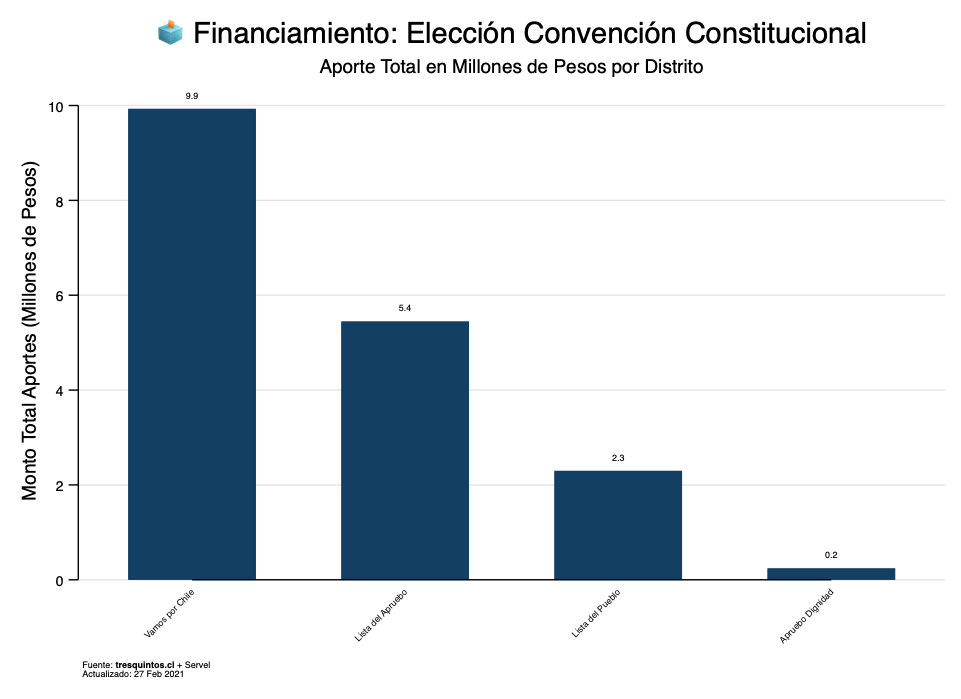 Financiamiento: Elección Convención Constitucional
Aporte Total en Millones de Pesos por Distrito
Monto Total Aportes (Millones de Pesos)
10
8
6
4
2
0
9.9
5.4
2.3
0.2
Vamos por Chile
Lista del Apruebo
Lista del Pueblo
Apruebo Dignidad
Fuente: tresquintos.cl + Servel
Actualizado: 27 Feb 2021